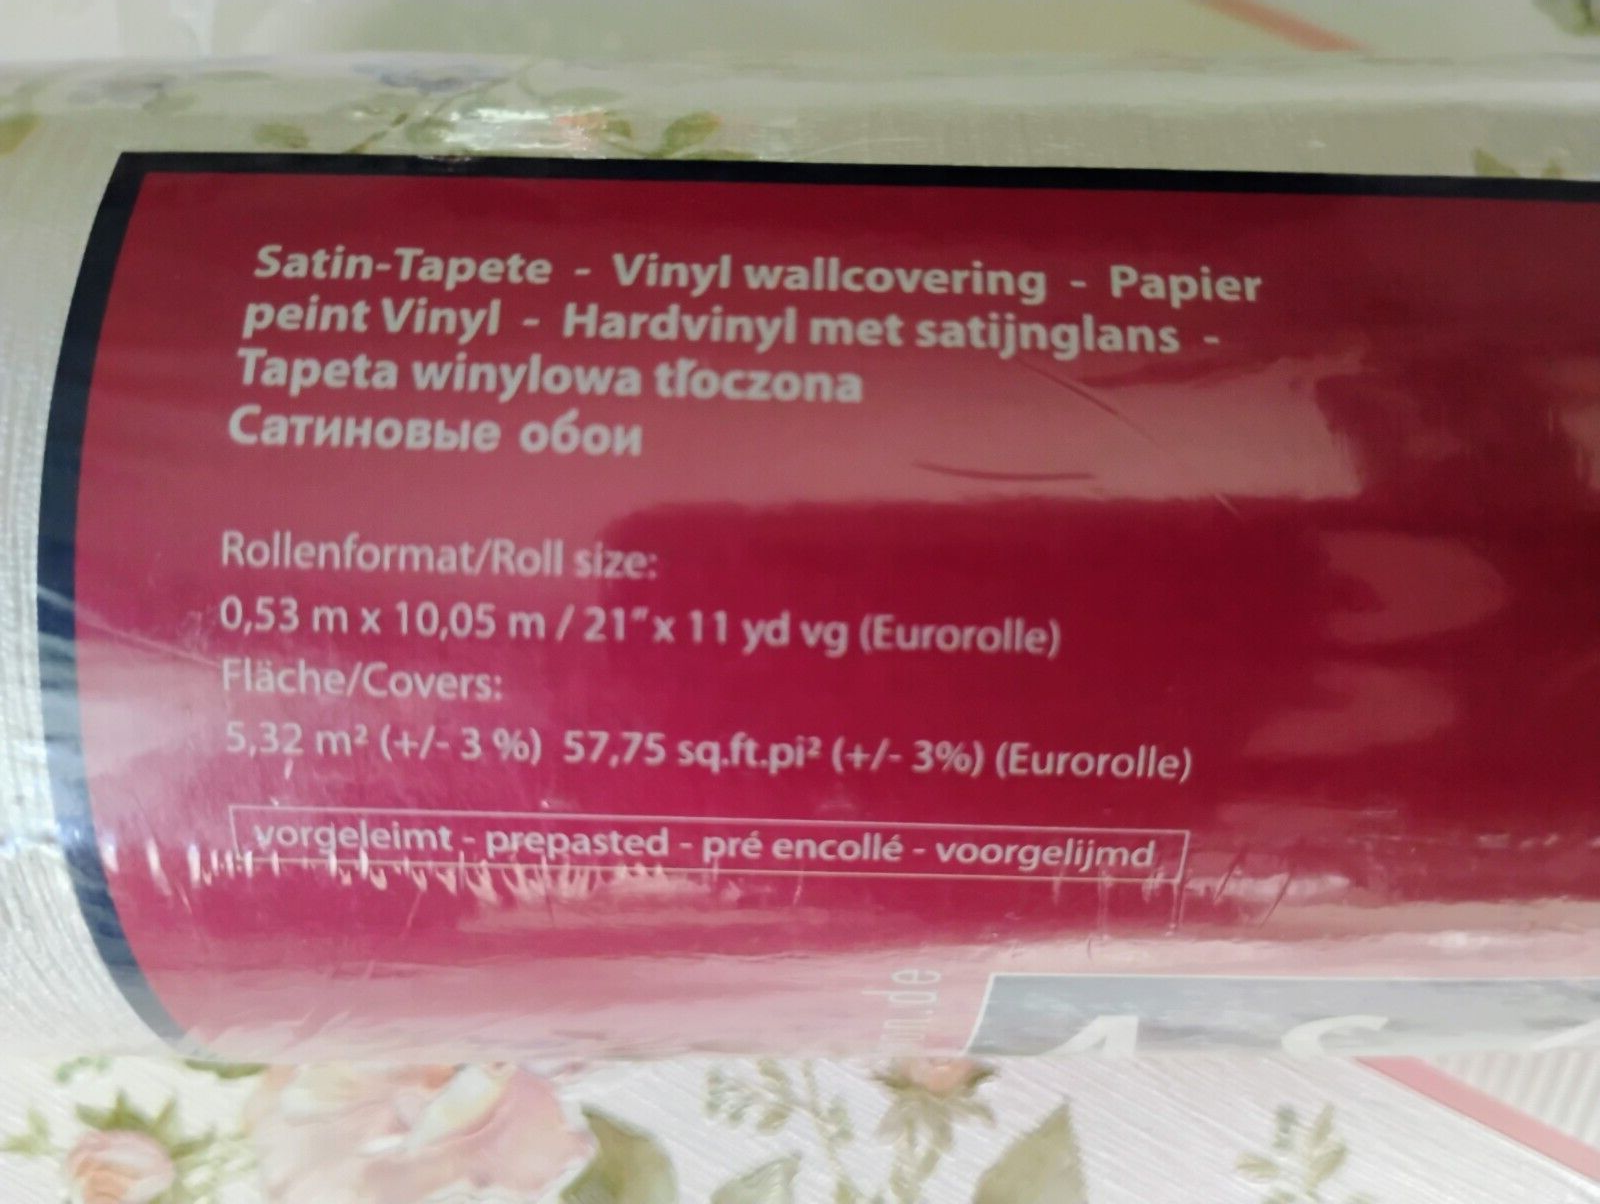 Satin-Tapete - Vinyl wallcovering - Papier
peint Vinyl - Hardvinyl met satijnglans -
Tapeta winylowa tłoczona
Сатиновые обои
Rollenformat/Roll size:
0,53 m x 10,05 m / 21" x 11 yd vg (Eurorolle)
Fläche/Covers:
5,32 m² (+/- 3 %) 57,75 sq.ft.pi² (+/- 3%) (Eurorolle)
vorgeleimt - prepasted - pré encollé - voorgelijmd